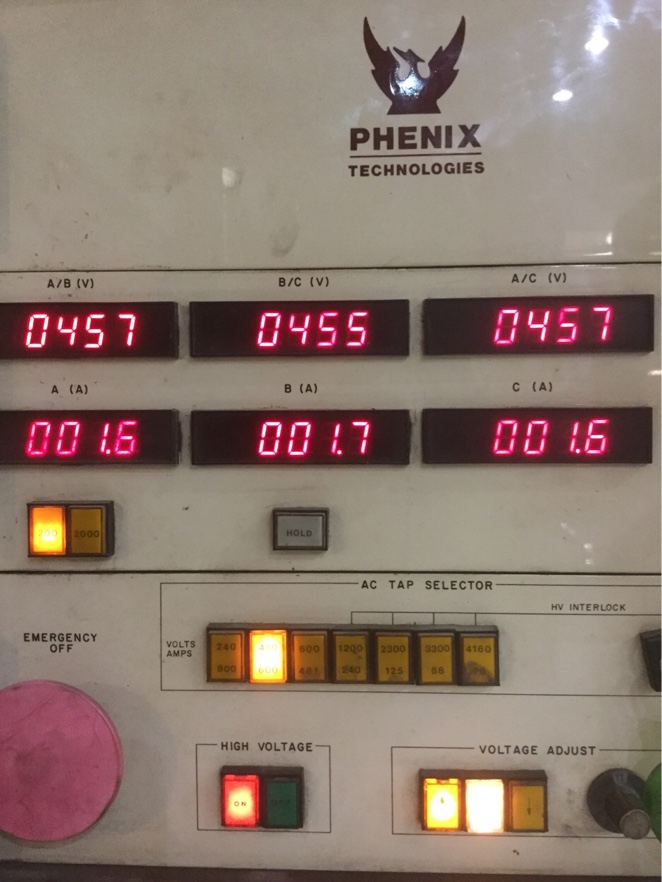 PHENIX
TECHNOLOGIES
A/B (V)
B/C (V)
A/C (V)
0457
0455
0457
A (A)
B (A)
C (A)
001.6
001.7
001.6
200
2000
HOLD
AC TAP SELECTOR
HV INTERLOCK
EMERGENCY
OFF
VOLTS
AMPS
240
800
480
600
600
481
1200
240
2300
125
3300
88
4160
HIGH VOLTAGE
VOLTAGE ADJUST
ON